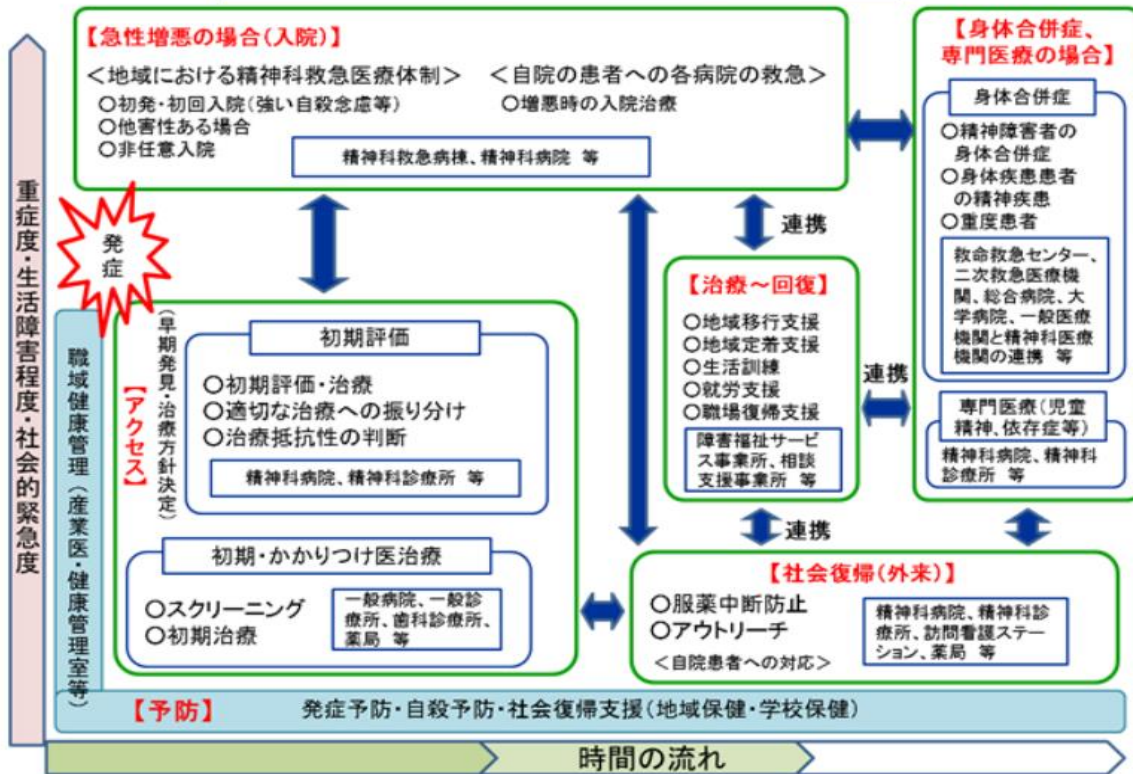 【急性増悪の場合(入院)】
＜地域における精神科救急医療体制＞
○初発・初回入院(強い自殺念慮等)
○他害性ある場合
○非任意入院
＜自院の患者への各病院の救急＞
○増悪時の入院治療
精神科救急病棟、精神科病院 等
【身体合併症、
専門医療の場合】
身体合併症
○精神障害者の
身体合併症
○身体疾患患者
の精神疾患
○重度患者
救命救急センター、
二次救急医療機
関、総合病院、大
学病院、一般医療
機関と精神科医療
機関の連携 等
専門医療(児童
精神、依存症等)
精神科病院、精神科
診療所 等
重症度・生活障害程度・社会的緊急度
発症
職域健康管理(産業医・健康管理室等)
【アクセス】
(早期発見・治療方針決定)
初期評価
○初期評価・治療
○適切な治療への振り分け
○治療抵抗性の判断
精神科病院、精神科診療所 等
初期・かかりつけ医治療
○スクリーニング
○初期治療
一般病院、一般診
療所、歯科診療所、
薬局 等
連携
【治療～回復】
○地域移行支援
○地域定着支援
○生活訓練
○就労支援
○職場復帰支援
障害福祉サービ
ス事業所、相談
支援事業所 等
連携
連携
【社会復帰(外来)】
○服薬中断防止
○アウトリーチ
＜自院患者への対応＞
精神科病院、精神科診
療所、訪問看護ステー
ション、薬局 等
【予防】 発症予防・自殺予防・社会復帰支援(地域保健・学校保健)
時間の流れ